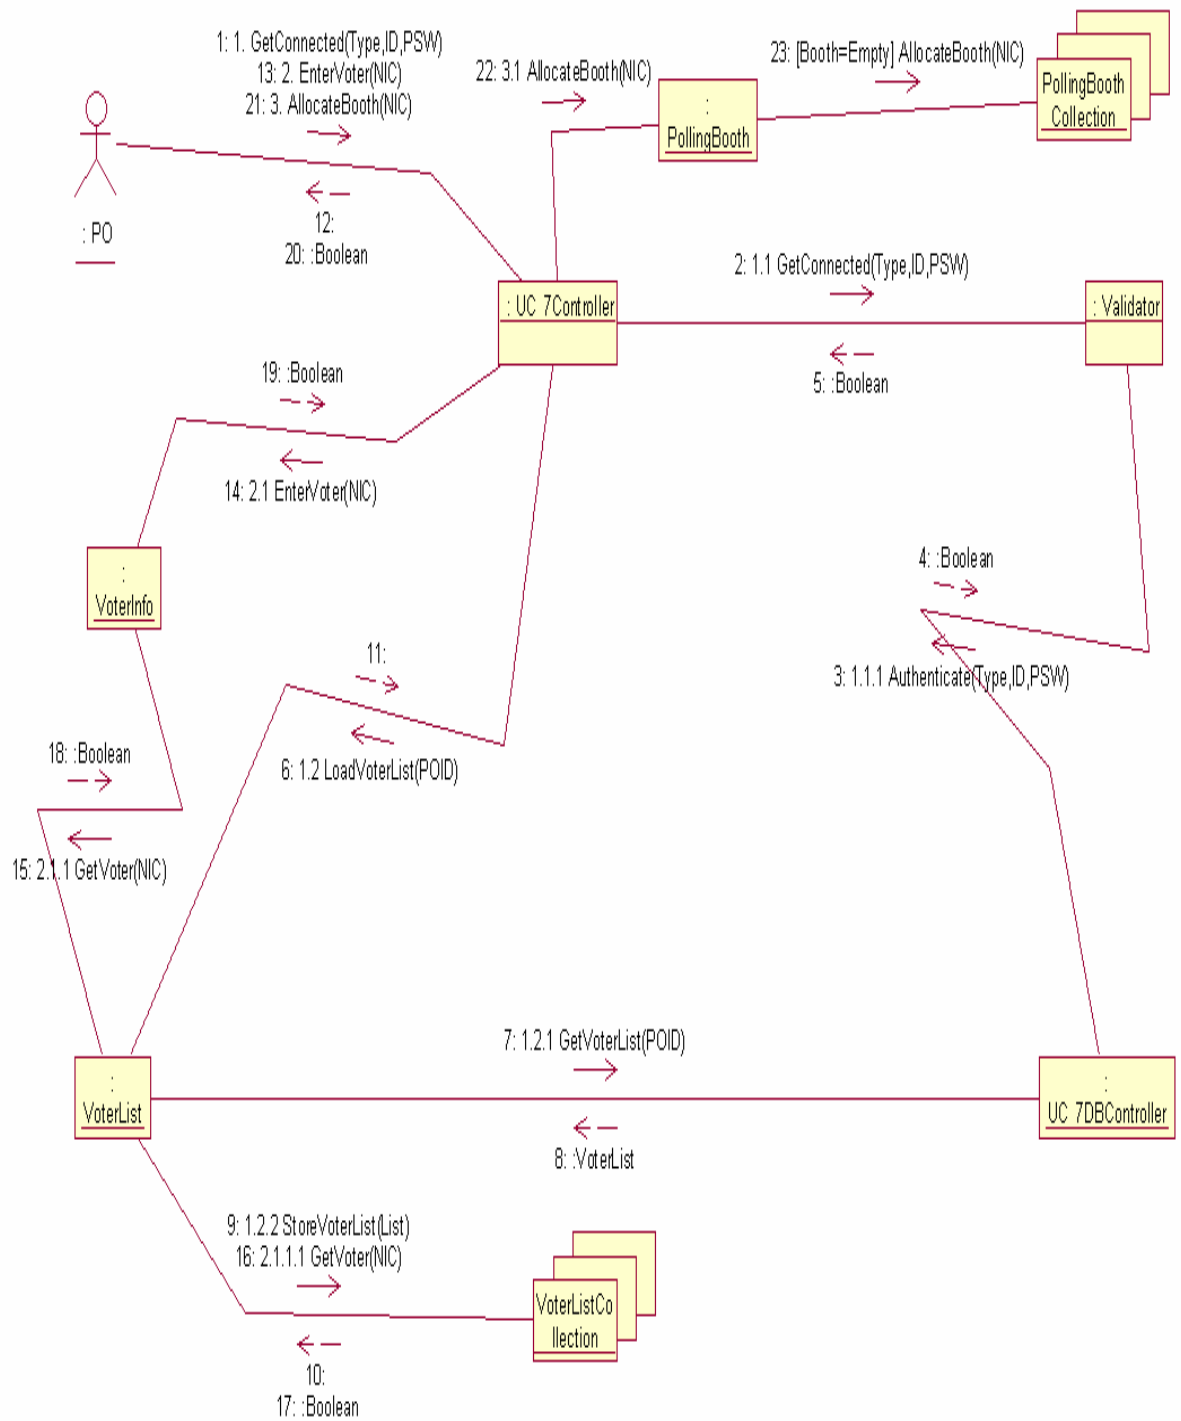 1: 1. GetConnected(Type,ID,PSW)
13: 2. EnterVoter(NIC)
21: 3. AllocateBooth(NIC)
22: 3.1 AllocateBooth(NIC)
23: [Booth=Empty] AllocateBooth(NIC)
:
PollingBooth
PollingBooth
Collection
: PO
12:
20: :Boolean
: UC 7Controller
2: 1.1 GetConnected(Type,ID,PSW)
5: :Boolean
: Validator
19: :Boolean
14: 2.1 EnterVoter(NIC)
:
VoterInfo
4: :Boolean
3: 1.1.1 Authenticate(Type,ID,PSW)
11:
6: 1.2 LoadVoterList(POID)
18: :Boolean
15: 2.1.1 GetVoter(NIC)
:
VoterList
7: 1.2.1 GetVoterList(POID)
8: :VoterList
:
UC 7DBController
9: 1.2.2 StoreVoterList(List)
16: 2.1.1.1 GetVoter(NIC)
VoterListCo
llection
10:
17: :Boolean